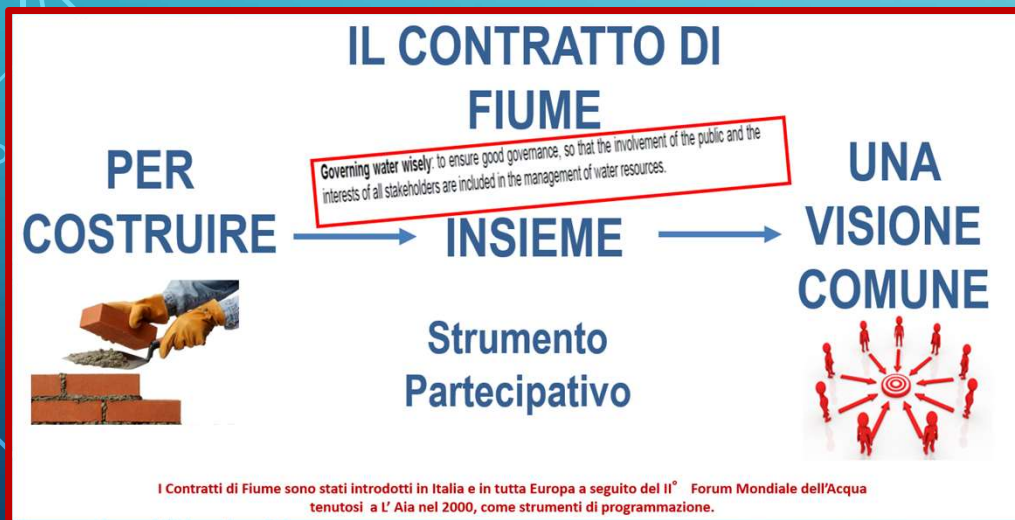 IL CONTRATTO DI
FIUME
Governing water wisely: to ensure good governance, so that the involvement of the public and the
interests of all stakeholders are included in the management of water resources.
PER
COSTRUIRE
INSIEME
UNA
VISIONE
COMUNE
Strumento
Partecipativo
I Contratti di Fiume sono stati introdotti in Italia e in tutta Europa a seguito del II° Forum Mondiale dell'Acqua
tenutosi a L' Aia nel 2000, come strumenti di programmazione.